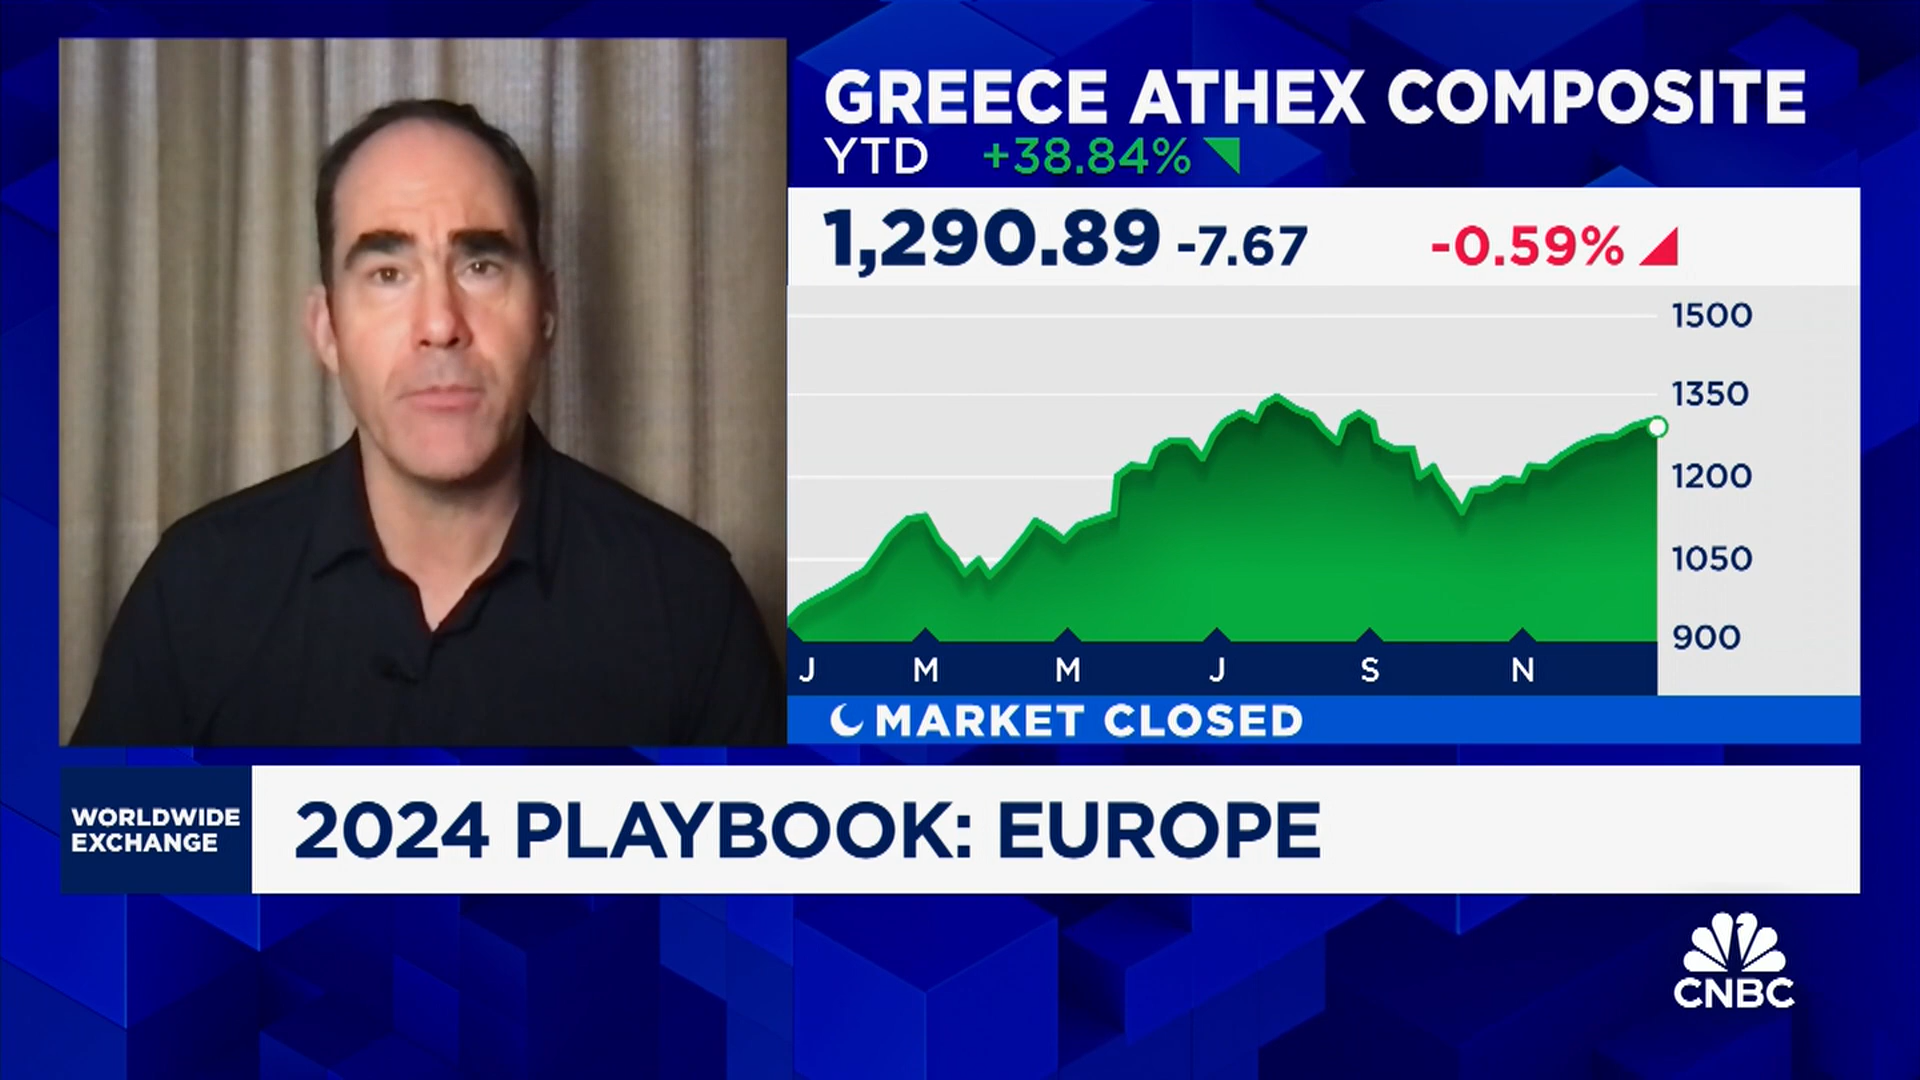 GREECE ATHEX COMPOSITE
YTD +38.84%
1,290.89 -7.67 -0.59%
1500
1350
1200
1050
900
J M M J S N
MARKET CLOSED
WORLDWIDE
EXCHANGE
2024 PLAYBOOK: EUROPE
CNBC